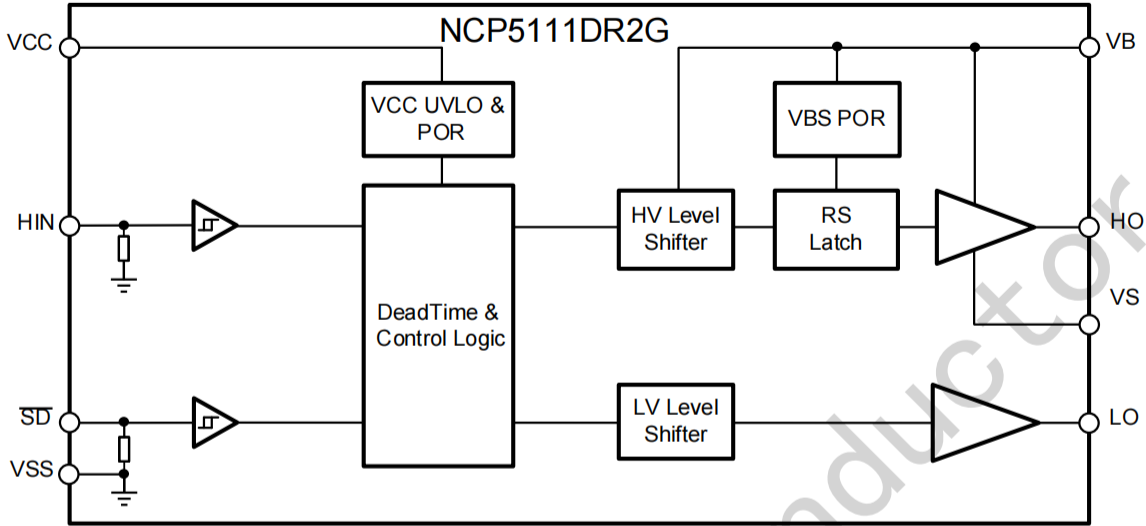 NCP5111DR2G
VCC
VB
VCC UVLO &
POR
VBS POR
HIN
HV Level
Shifter
RS
Latch
HO
DeadTime &
Control Logic
VS
SD
LV Level
Shifter
LO
VSS
nductor